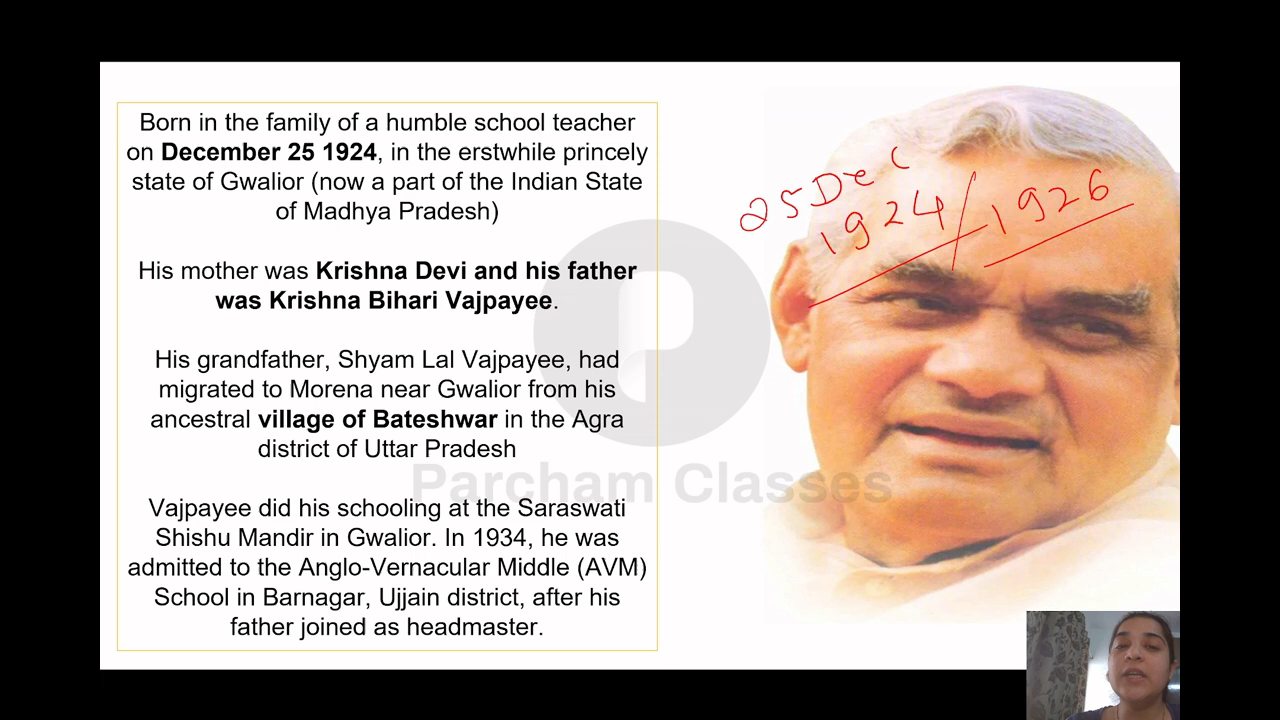 Born in the family of a humble school teacher
on December 25 1924, in the erstwhile princely
state of Gwalior (now a part of the Indian State
of Madhya Pradesh)
His mother was Krishna Devi and his father
was Krishna Bihari Vajpayee.
His grandfather, Shyam Lal Vajpayee, had
migrated to Morena near Gwalior from his
ancestral village of Bateshwar in the Agra
district of Uttar Pradesh
Vajpayee did his schooling at the Saraswati
Shishu Mandir in Gwalior. In 1934, he was
admitted to the Anglo-Vernacular Middle (AVM)
School in Barnagar, Ujjain district, after his
father joined as headmaster.
25 Dec
1924/1926
Parcham Classes